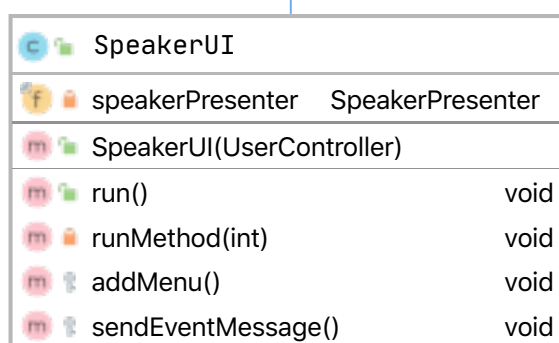 c SpeakerUI
f speakerPresenter SpeakerPresenter
m SpeakerUI(UserController)
m run() void
m runMethod(int) void
m addMenu() void
m sendEventMessage() void